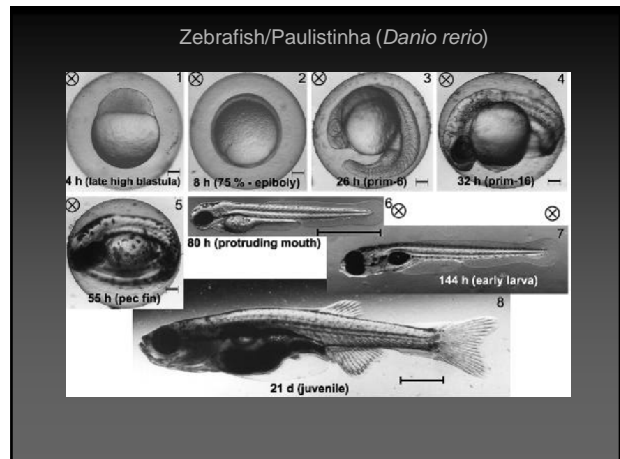 Zebrafish/Paulistinha (Danio rerio)
1
4 h (late high blastula)
2
8 h (75 % - epiboly)
3
26 h (prim-6)
4
32 h (prim-16)
5
55 h (pec fin)
6
80 h (protruding mouth)
7
144 h (early larva)
8
21 d (juvenile)